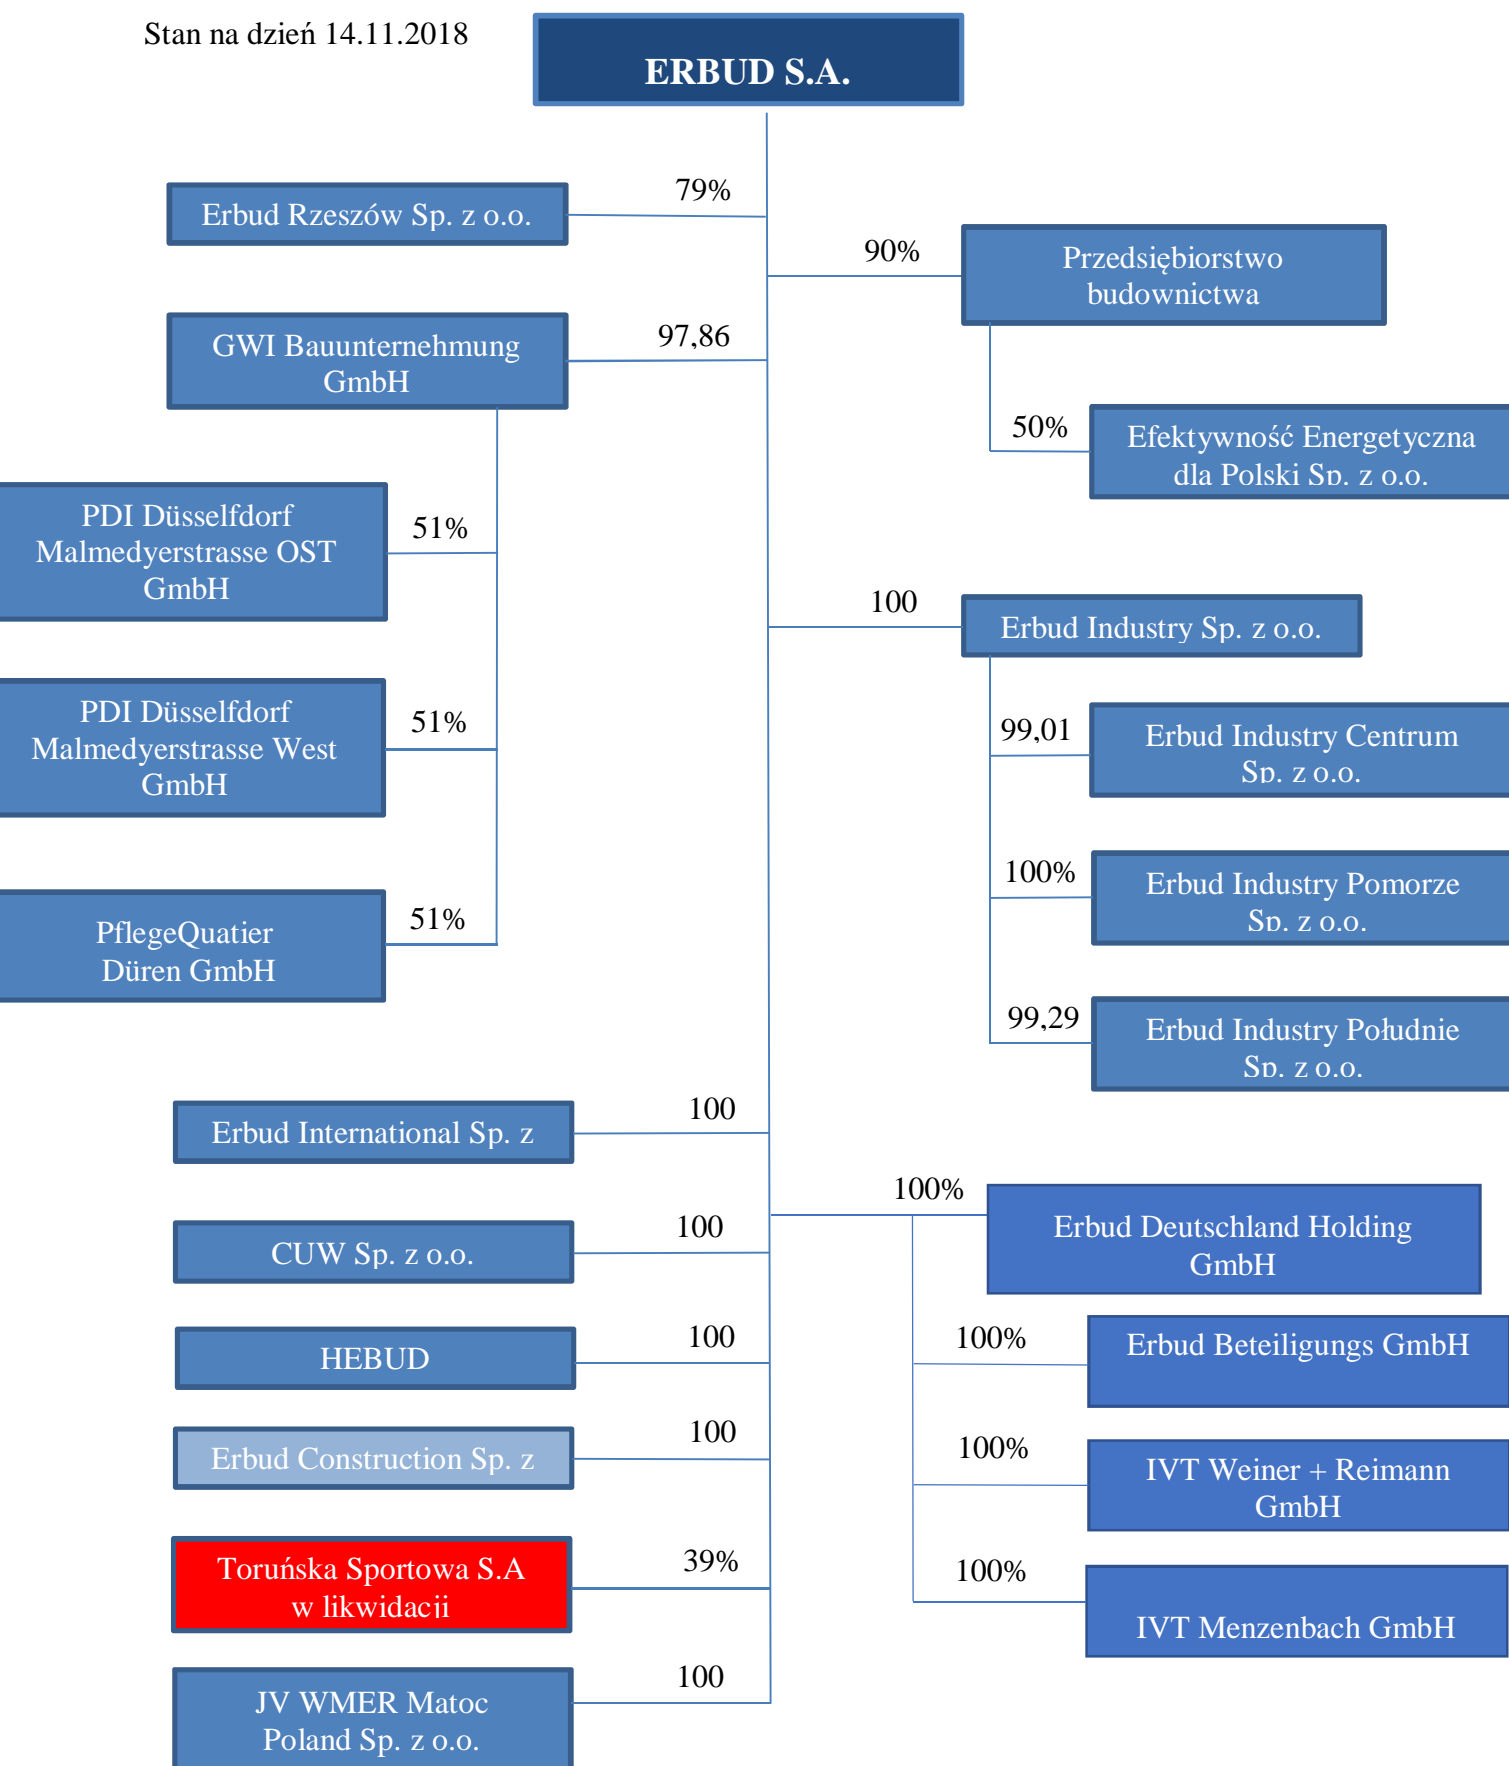 Stan na dzień 14.11.2018
ERBUD S.A.
79%
Erbud Rzeszów Sp. z o.o.
90%
Przedsiębiorstwo
budownictwa
97,86
GWI Bauunternehmung
GmbH
50%
Efektywność Energetyczna
dla Polski Sp. z o.o.
51%
PDI Düsselfdorf
Malmedyerstrasse OST
GmbH
100
Erbud Industry Sp. z o.o.
51%
PDI Düsselfdorf
Malmedyerstrasse West
GmbH
99,01
Erbud Industry Centrum
Sp. z o.o.
100%
Erbud Industry Pomorze
Sp. z o.o.
51%
PflegeQuatier
Düren GmbH
99,29
Erbud Industry Południe
Sp. z o.o.
100
Erbud International Sp. z
100%
Erbud Deutschland Holding
GmbH
100
CUW Sp. z o.o.
100
HEBUD
100%
Erbud Beteiligungs GmbH
100
Erbud Construction Sp. z
100%
IVT Weiner + Reimann
GmbH
39%
Toruńska Sportowa S.A
w likwidacji
100%
IVT Menzenbach GmbH
100
JV WMER Matoc
Poland Sp. z o.o.